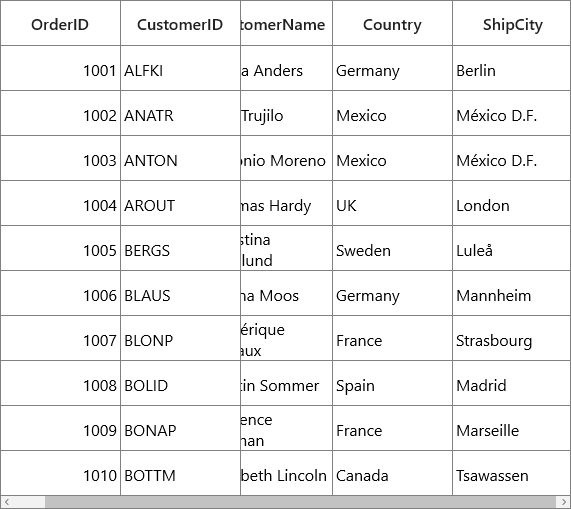 OrderID CustomerID tomerName Country ShipCity
1001 ALFKI a Anders Germany Berlin
1002 ANATR Trujilo Mexico México D.F.
1003 ANTON onio Moreno Mexico México D.F.
1004 AROUT mas Hardy UK London
1005 BERGS stina lund Sweden Luleå
1006 BLAUS na Moos Germany Mannheim
1007 BLONP érique aux France Strasbourg
1008 BOLID tin Sommer Spain Madrid
1009 BONAP ence nan France Marseille
1010 BOTTM beth Lincoln Canada Tsawassen